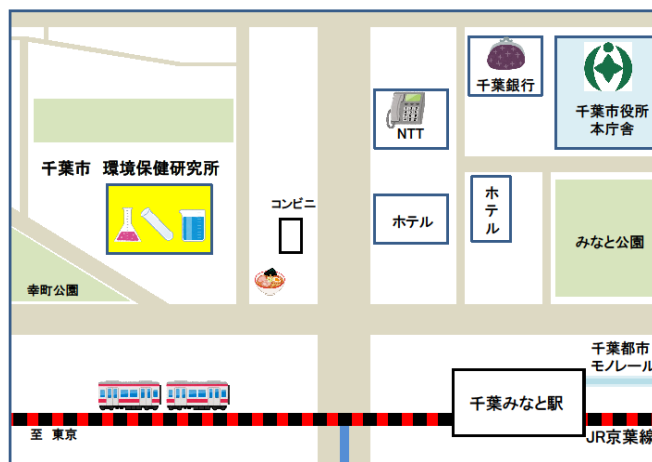 千葉銀行
千葉市役所
本庁舎
NTT
千葉市 環境保健研究所
コンビニ
ホテル
ホテル
みなと公園
幸町公園
千葉都市
モノレール
千葉みなと駅
至 東京
JR京葉線